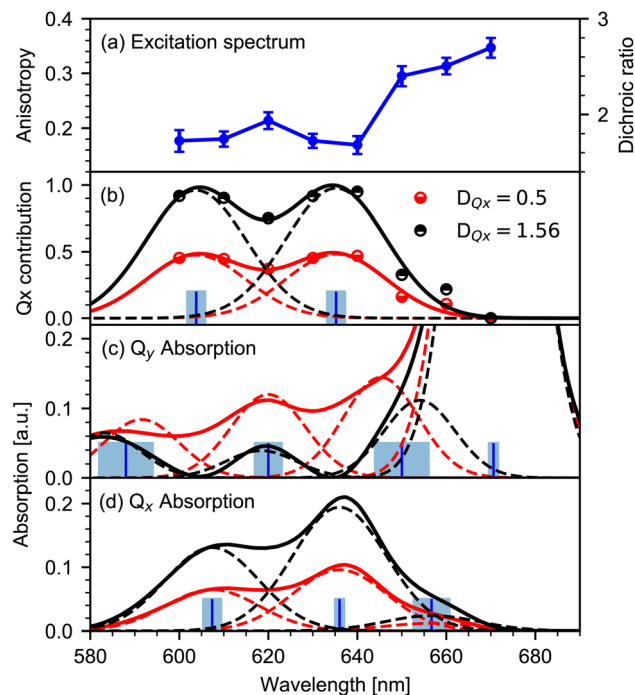 (a) Excitation spectrum
Anisotropy
0.4
0.3
0.2
Dichroic ratio
3
2
(b)
Qx contribution
1.0
0.5
0.0
D_Qx = 0.5
D_Qx = 1.56
(c) Q_y Absorption
0.2
0.1
0.0
Absorption [a.u.]
(d) Q_x Absorption
0.2
0.1
0.0
580 600 620 640 660 680
Wavelength [nm]